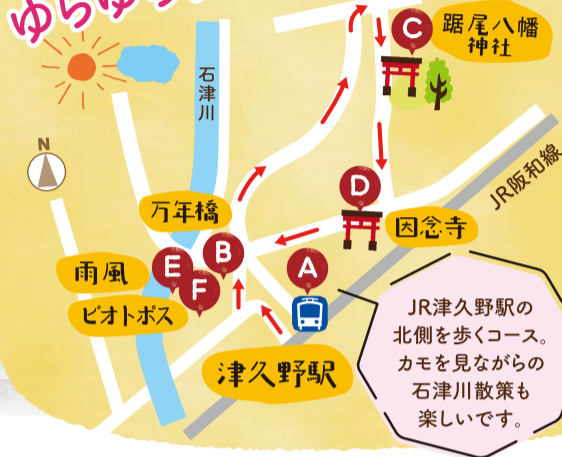 ゆらゆら
C
踞尾八幡
神社
石津川
N
JR阪和線
D
因念寺
万年橋
B
雨風
E
F
A
ビオトポス
津久野駅
JR津久野駅の
北側を歩くコース。
カモを見ながらの
石津川散策も
楽しいです。